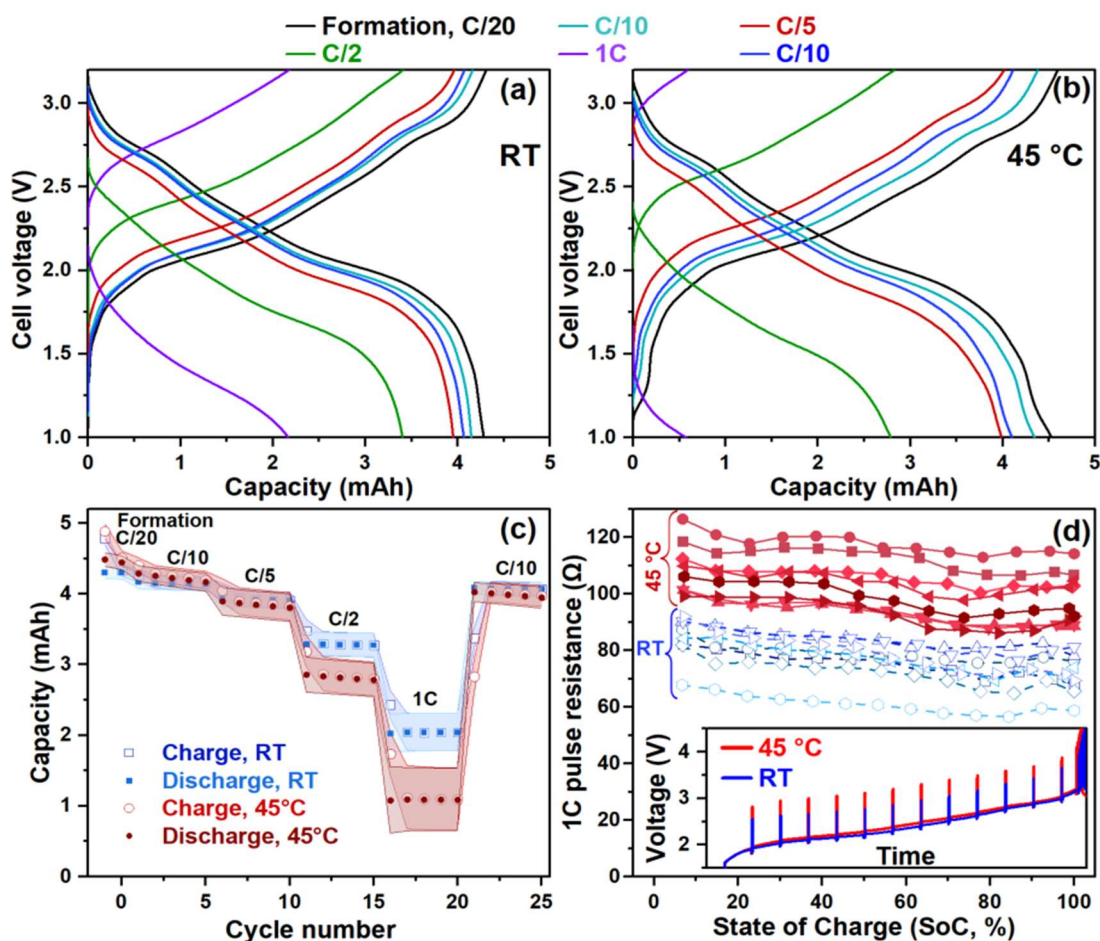 Formation, C/20 C/10 C/5
C/2 1C C/10
(a)
RT
Cell voltage (V)
3.0
2.5
2.0
1.5
1.0
0 1 2 3 4 5
Capacity (mAh)
(b)
45 °C
Cell voltage (V)
3.0
2.5
2.0
1.5
1.0
0 1 2 3 4 5
Capacity (mAh)
(c)
Formation
C/20
C/10
C/5
C/2
1C
C/10
Charge, RT
Discharge, RT
Charge, 45°C
Discharge, 45°C
Capacity (mAh)
5
4
3
2
1
0
0 5 10 15 20 25
Cycle number
(d)
45 °C
RT
1C pulse resistance (Ω)
120
100
80
60
40
20
0
45 °C
RT
Voltage (V)
4
3
2
Time
0 20 40 60 80 100
State of Charge (SoC, %)